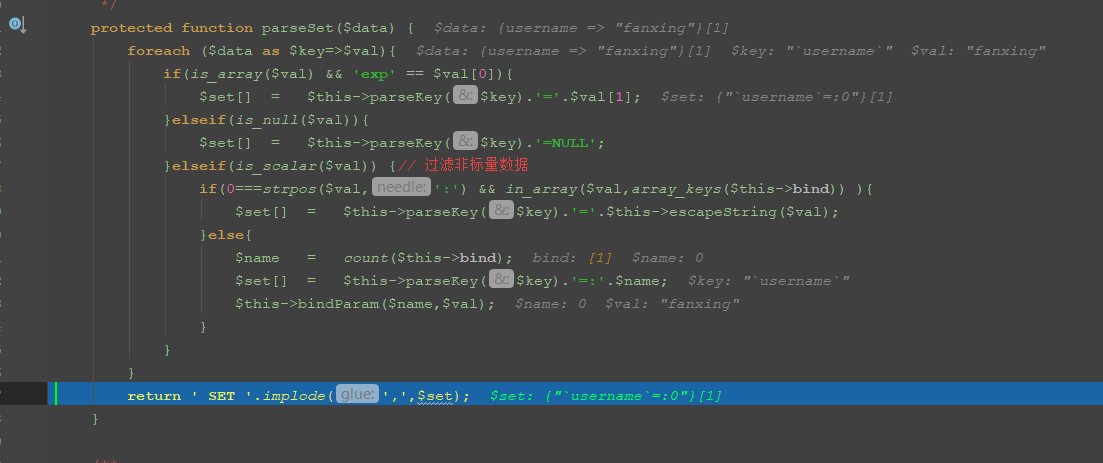 */
protected function parseSet($data) { $data: {username => "fanxing"}[1]
foreach ($data as $key=>$val){ $data: {username => "fanxing"}[1] $key: "`username`" $val: "fanxing"
if(is_array($val) && 'exp' == $val[0]){
$set[] = $this->parseKey( &: $key).'='.$val[1]; $set: {"`username`=:0"}[1]
}elseif(is_null($val)){
$set[] = $this->parseKey( &: $key).'=NULL';
}elseif(is_scalar($val)) {// 过滤非标量数据
if(0===strpos($val, needle: ':') && in_array($val,array_keys($this->bind)) ){
$set[] = $this->parseKey( &: $key).'='.$this->escapeString($val);
}else{
$name = count($this->bind); bind: [1] $name: 0
$set[] = $this->parseKey( &: $key).'=:'.$name; $key: "`username`"
$this->bindParam($name,$val); $name: 0 $val: "fanxing"
}
}
}
return ' SET '.implode( glue: ',',$set); $set: {"`username`=:0"}[1]
}